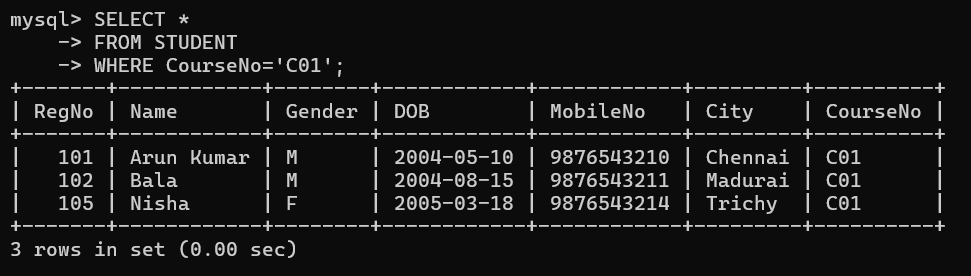 mysql> SELECT *
    -> FROM STUDENT
    -> WHERE CourseNo='C01';
+-------+------------+--------+------------+------------+---------+----------+
| RegNo | Name       | Gender | DOB        | MobileNo   | City    | CourseNo |
+-------+------------+--------+------------+------------+---------+----------+
|   101 | Arun Kumar | M      | 2004-05-10 | 9876543210 | Chennai | C01      |
|   102 | Bala       | M      | 2004-08-15 | 9876543211 | Madurai | C01      |
|   105 | Nisha      | F      | 2005-03-18 | 9876543214 | Trichy  | C01      |
+-------+------------+--------+------------+------------+---------+----------+
3 rows in set (0.00 sec)